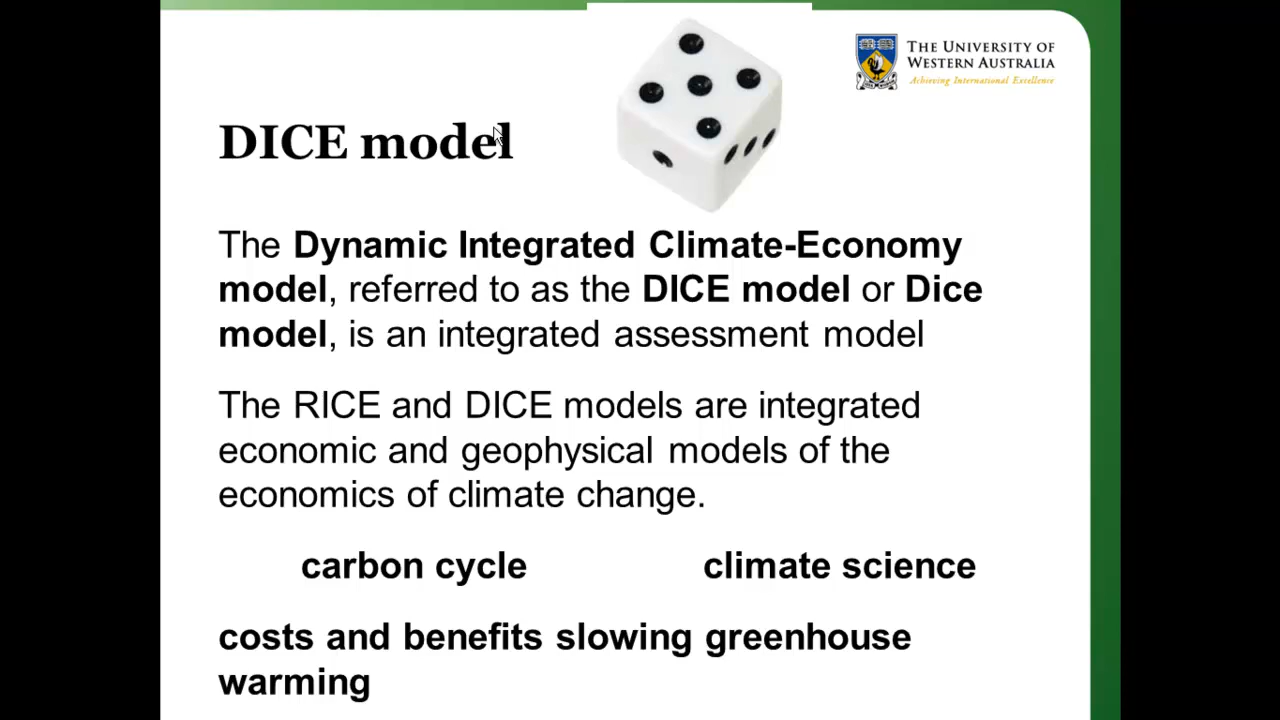 THE UNIVERSITY OF
WESTERN AUSTRALIA
Achieving International Excellence
DICE model
The Dynamic Integrated Climate-Economy
model, referred to as the DICE model or Dice
model, is an integrated assessment model
The RICE and DICE models are integrated
economic and geophysical models of the
economics of climate change.
carbon cycle climate science
costs and benefits slowing greenhouse
warming